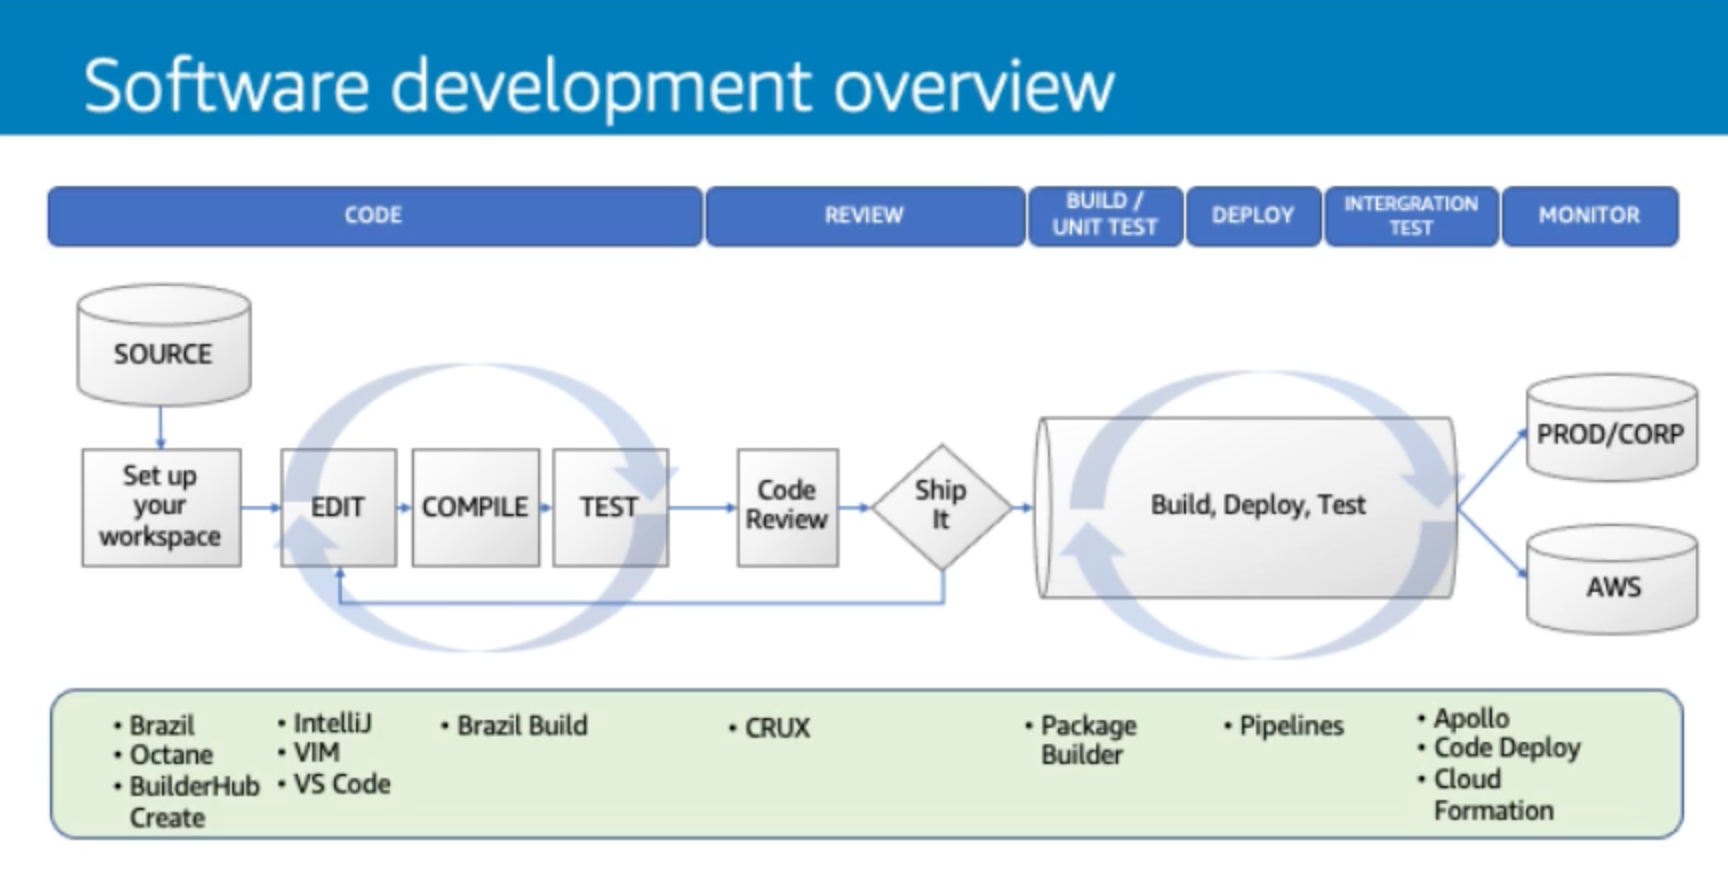 Software development overview
CODE
REVIEW
BUILD /
UNIT TEST
DEPLOY
INTERGRATION
TEST
MONITOR
SOURCE
Set up
your
workspace
EDIT
COMPILE
TEST
Code
Review
Ship
It
Build, Deploy, Test
PROD/CORP
AWS
• Brazil
• Octane
• BuilderHub
Create
• IntelliJ
• VIM
• VS Code
• Brazil Build
• CRUX
• Package
Builder
• Pipelines
• Apollo
• Code Deploy
• Cloud
Formation